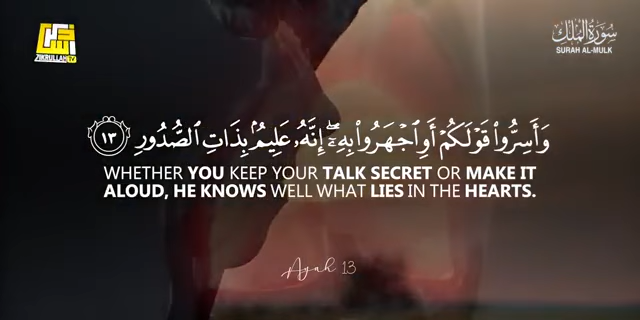 ZIKRULLAH TV
سُورَةُ المُلْكِ
SURAH AL-MULK
وَأَسِرُّوا۟ قَوْلَكُمْ أَوِ ٱجْهَرُوا۟ بِهِۦٓ ۖ إِنَّهُۥ عَلِيمٌۢ بِذَاتِ ٱلصُّدُورِ ١٣
WHETHER YOU KEEP YOUR TALK SECRET OR MAKE IT
ALOUD, HE KNOWS WELL WHAT LIES IN THE HEARTS.
Ayah 13